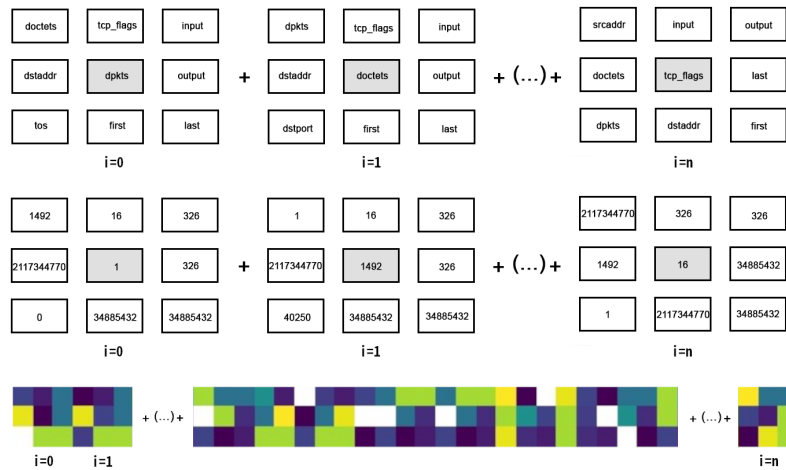 doctets tcp_flags input dpkts tcp_flags input srcaddr input output
dstaddr dpkts output + dstaddr doctets output + (...) + doctets tcp_flags last
tos first last dstport first last dpkts dstaddr first
i=0 i=1 i=n
1492 16 326 1 16 326 2117344770 326 326
2117344770 1 326 + 2117344770 1492 326 + (...) + 1492 16 34885432
0 34885432 34885432 40250 34885432 34885432 1 2117344770 34885432
i=0 i=1 i=n
+ (...) + + (...) +
i=0 i=1 i=n